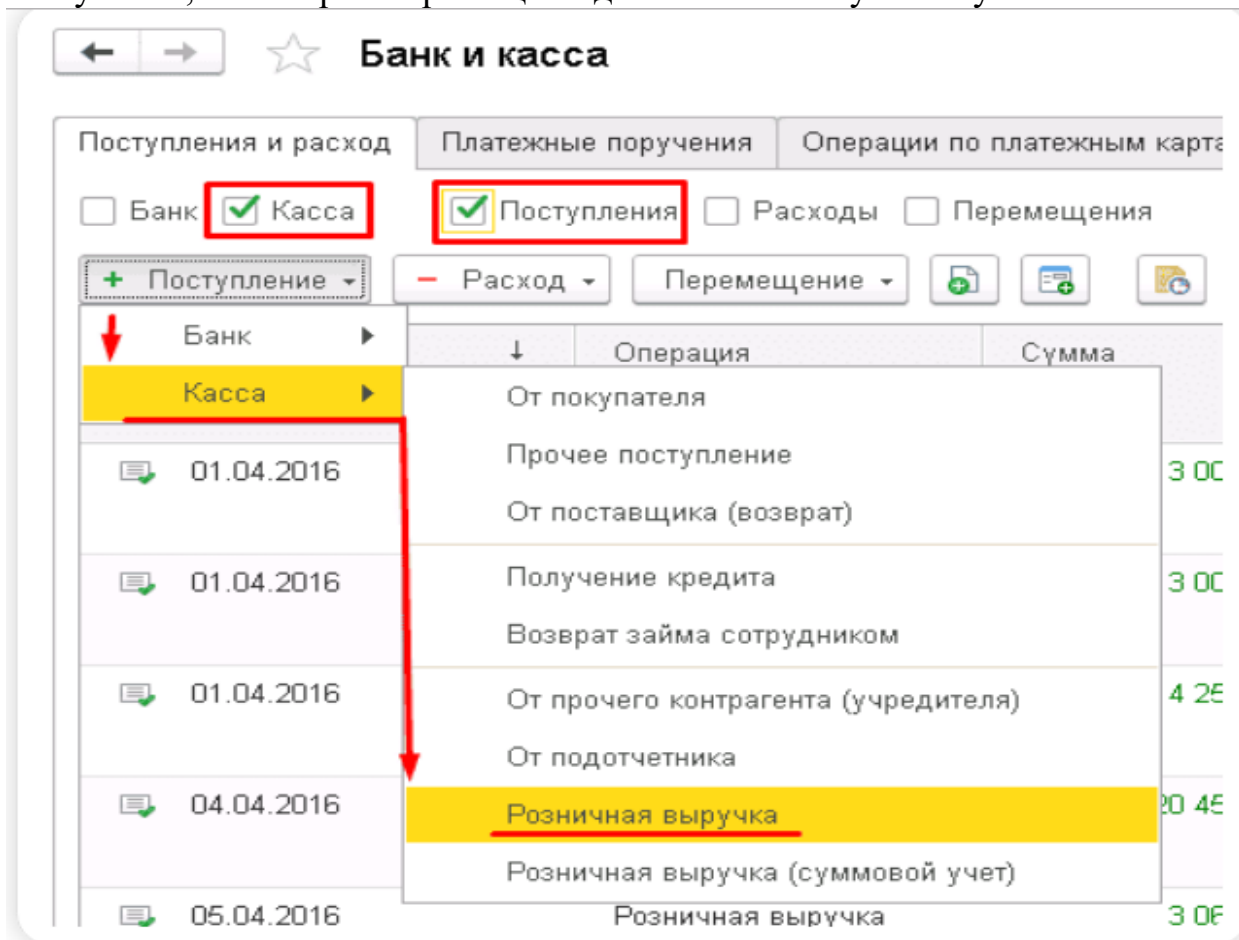 Банк и касса
Поступления и расход Платежные поручения Операции по платежным карта
Банк Касса Поступления Расходы Перемещения
+ Поступление − Расход Перемещение
Банк
↓ Операция Сумма
Касса
От покупателя
Прочее поступление
01.04.2016 3 00
От поставщика (возврат)
Получение кредита
01.04.2016 3 00
Возврат займа сотрудником
От прочего контрагента (учредителя)
01.04.2016 4 25
От подотчетника
04.04.2016 20 45
Розничная выручка
Розничная выручка (суммовой учет)
05.04.2016 Розничная выручка 3 06